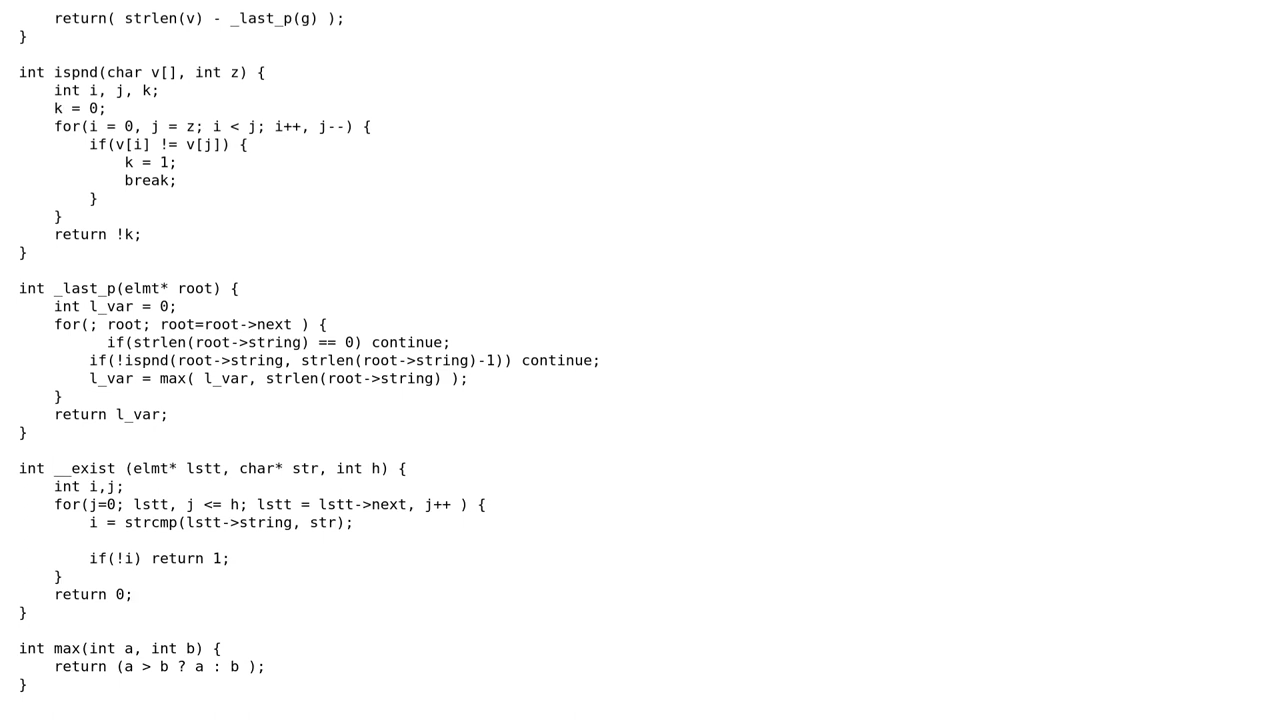 return( strlen(v) - _last_p(g) );
}

int ispnd(char v[], int z) {
    int i, j, k;
    k = 0;
    for(i = 0, j = z; i < j; i++, j--) {
        if(v[i] != v[j]) {
            k = 1;
            break;
        }
    }
    return !k;
}

int _last_p(elmt* root) {
    int l_var = 0;
    for(; root; root=root->next ) {
          if(strlen(root->string) == 0) continue;
        if(!ispnd(root->string, strlen(root->string)-1)) continue;
        l_var = max( l_var, strlen(root->string) );
    }
    return l_var;
}

int __exist (elmt* lstt, char* str, int h) {
    int i,j;
    for(j=0; lstt, j <= h; lstt = lstt->next, j++ ) {
        i = strcmp(lstt->string, str);

        if(!i) return 1;
    }
    return 0;
}

int max(int a, int b) {
    return (a > b ? a : b );
}